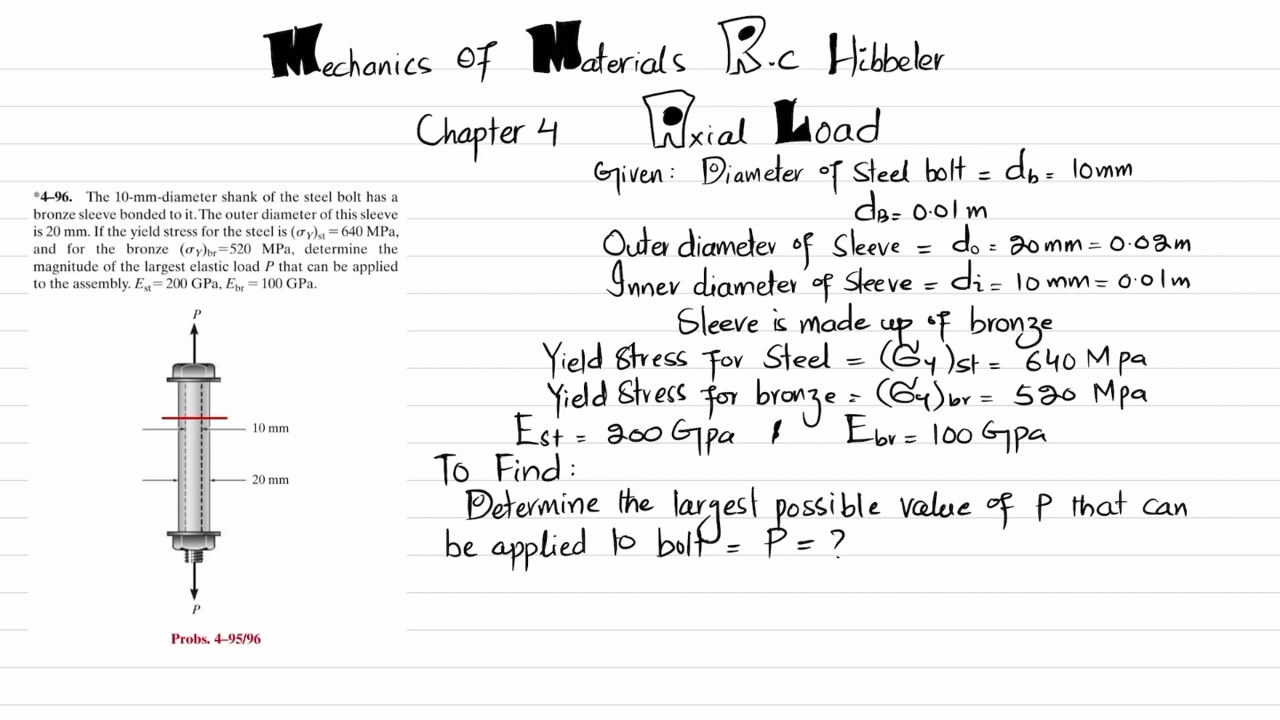 Mechanics Of Materials R.c Hibbeler
Chapter 4 Axial Load
*4–96. The 10-mm-diameter shank of the steel bolt has a
bronze sleeve bonded to it. The outer diameter of this sleeve
is 20 mm. If the yield stress for the steel is (σY)st = 640 MPa,
and for the bronze (σY)br = 520 MPa, determine the
magnitude of the largest elastic load P that can be applied
to the assembly. Est = 200 GPa, Ebr = 100 GPa.
P
10 mm
20 mm
P
Probs. 4–95/96
Given: Diameter of Steel bolt = db = 10mm
dB = 0.01m
Outer diameter of Sleeve = do = 20mm = 0.02m
Inner diameter of Sleeve = di = 10mm = 0.01m
Sleeve is made up of bronze
Yield Stress for Steel = (σy)st = 640 Mpa
Yield Stress for bronze = (σy)br = 520 Mpa
Est = 200 Gpa , Ebr = 100 Gpa
To Find:
Determine the largest possible value of P that can
be applied to bolt = P = ?